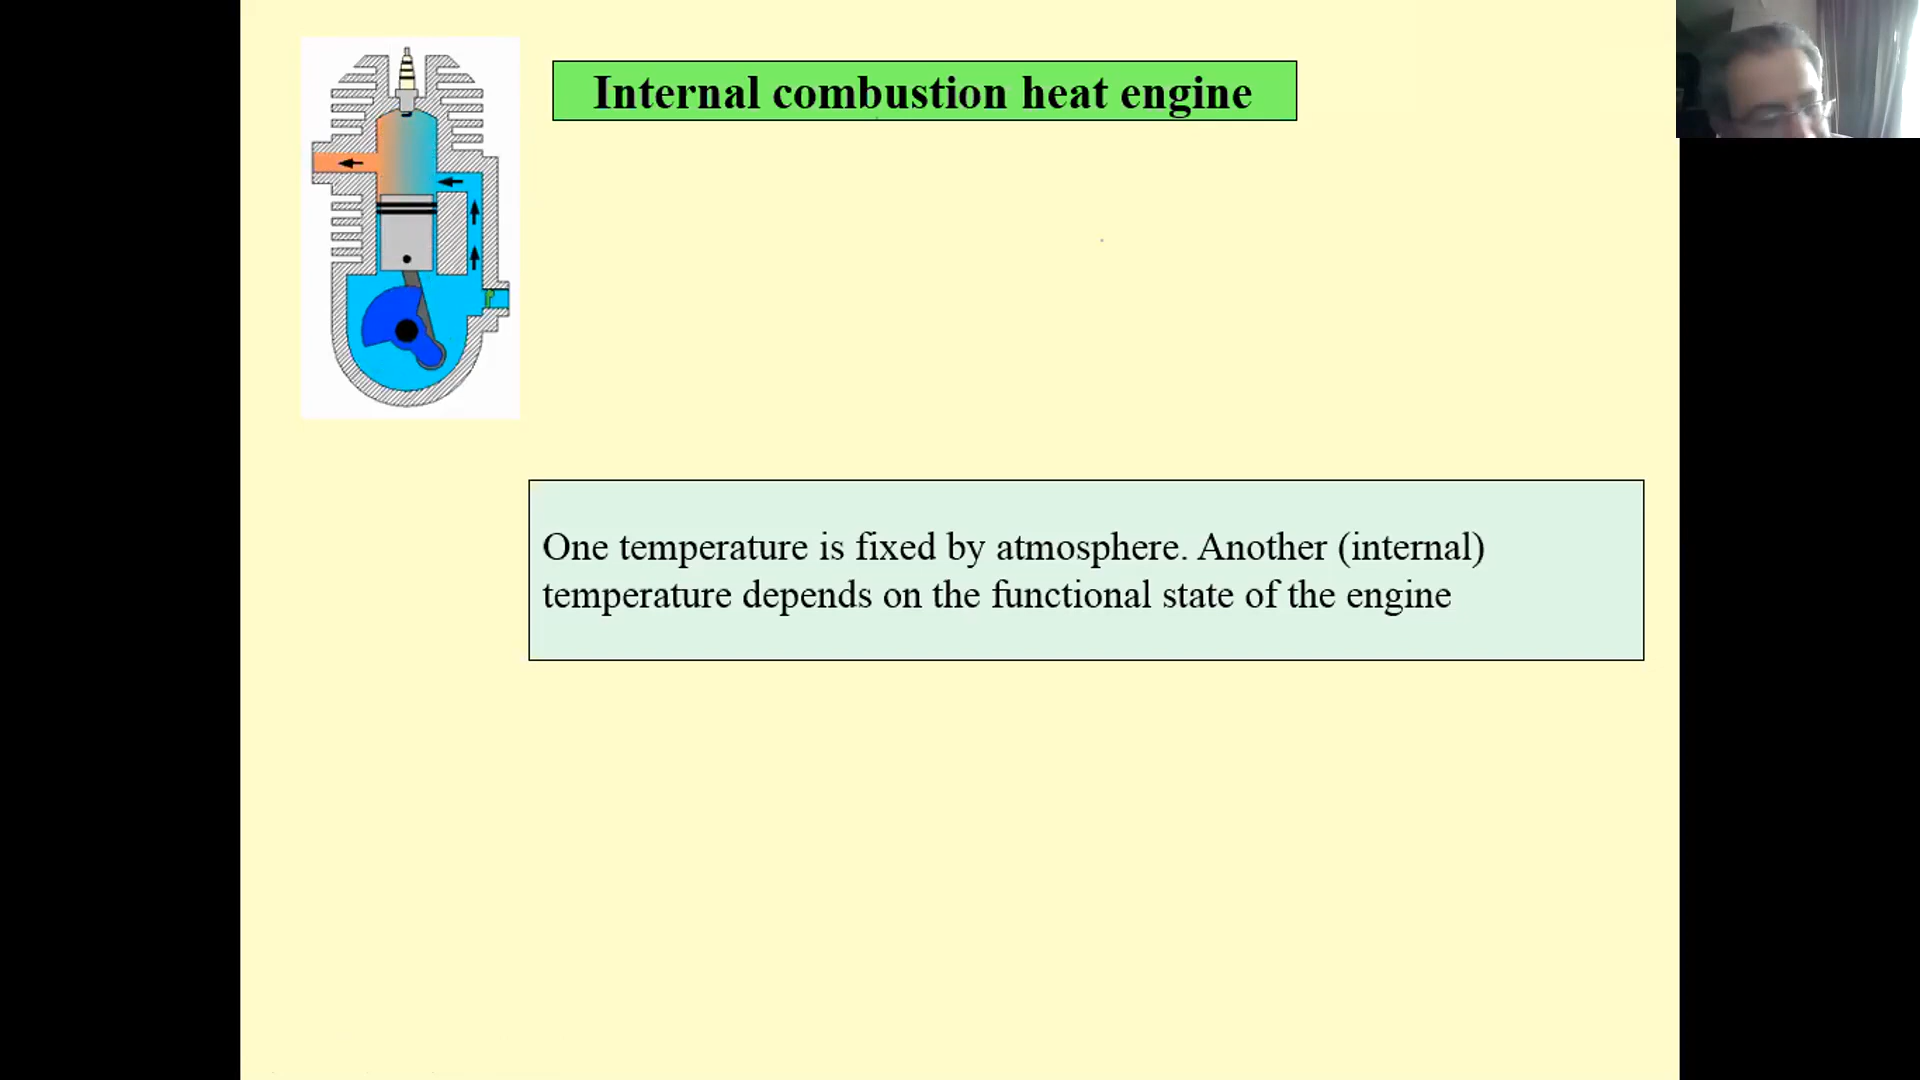 Internal combustion heat engine
One temperature is fixed by atmosphere. Another (internal)
temperature depends on the functional state of the engine